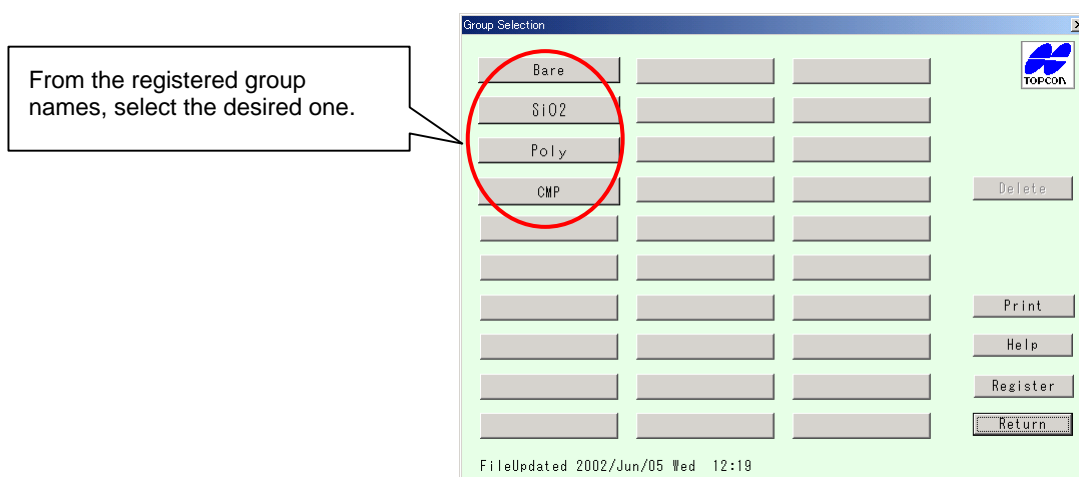 Group Selection
From the registered group
names, select the desired one.
Bare
SiO2
Poly
CMP
TOPCON
Delete
Print
Help
Register
Return
FileUpdated 2002/Jun/05 Wed 12:19